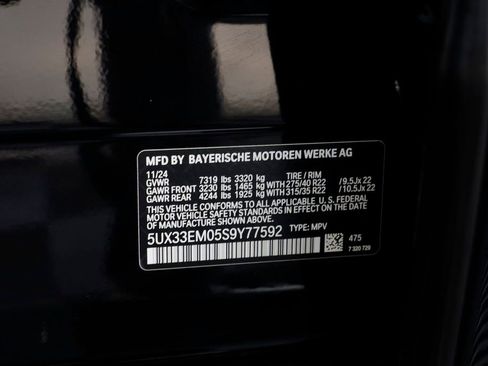 MFD BY BAYERISCHE MOTOREN WERKE AG
11/24
GVWR 7319 lbs 3320 kg TIRE / RIM
GAWR FRONT 3230 lbs 1465 kg WITH 275/40 R22 / 9.5Jx 22
GAWR REAR 4244 lbs 1925 kg WITH 315/35 R22 / 10.5Jx 22
THIS VEHICLE CONFORMS TO ALL APPLICABLE U. S. FEDERAL
MOTOR VEHICLE SAFETY STANDARDS IN EFFECT ON THE
DATE OF MANUFACTURE SHOWN ABOVE.
5UX33EM05S9Y77592 TYPE: MPV
475
7 320 729